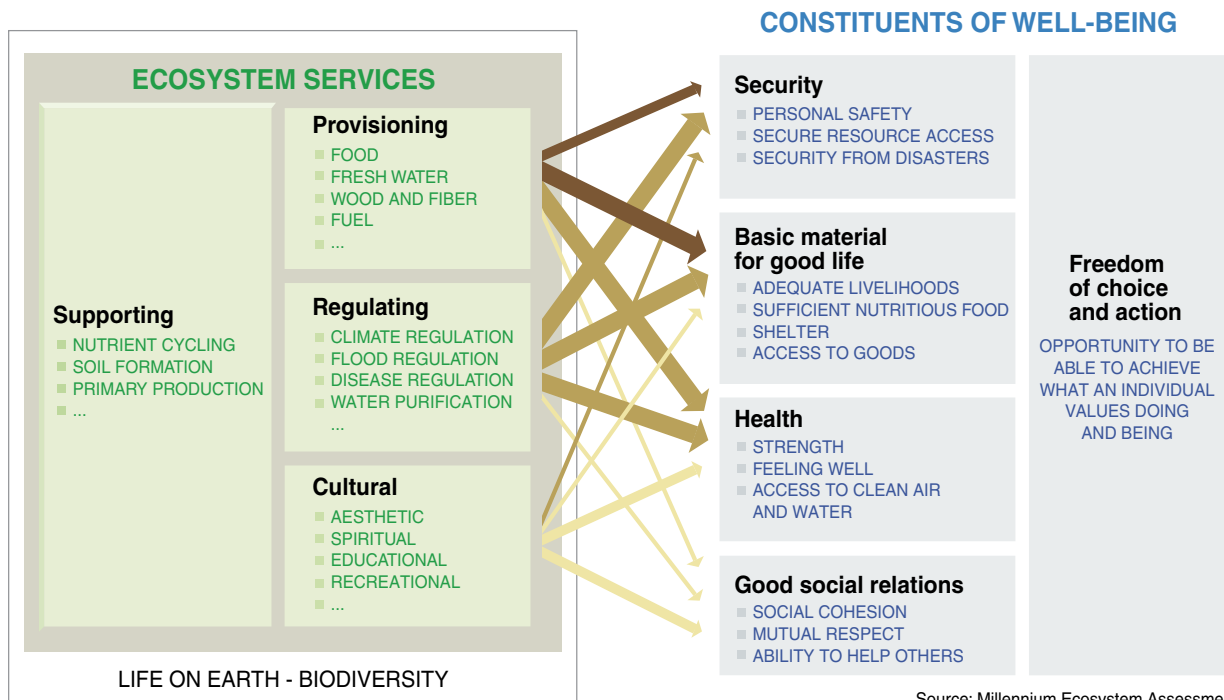 CONSTITUENTS OF WELL-BEING
ECOSYSTEM SERVICES
Supporting
NUTRIENT CYCLING
SOIL FORMATION
PRIMARY PRODUCTION
...
Provisioning
FOOD
FRESH WATER
WOOD AND FIBER
FUEL
...
Regulating
CLIMATE REGULATION
FLOOD REGULATION
DISEASE REGULATION
WATER PURIFICATION
...
Cultural
AESTHETIC
SPIRITUAL
EDUCATIONAL
RECREATIONAL
...
LIFE ON EARTH - BIODIVERSITY
Security
PERSONAL SAFETY
SECURE RESOURCE ACCESS
SECURITY FROM DISASTERS
Basic material
for good life
ADEQUATE LIVELIHOODS
SUFFICIENT NUTRITIOUS FOOD
SHELTER
ACCESS TO GOODS
Health
STRENGTH
FEELING WELL
ACCESS TO CLEAN AIR
AND WATER
Good social relations
SOCIAL COHESION
MUTUAL RESPECT
ABILITY TO HELP OTHERS
Freedom
of choice
and action
OPPORTUNITY TO BE
ABLE TO ACHIEVE
WHAT AN INDIVIDUAL
VALUES DOING
AND BEING
Source: Millennium Ecosystem Assessme